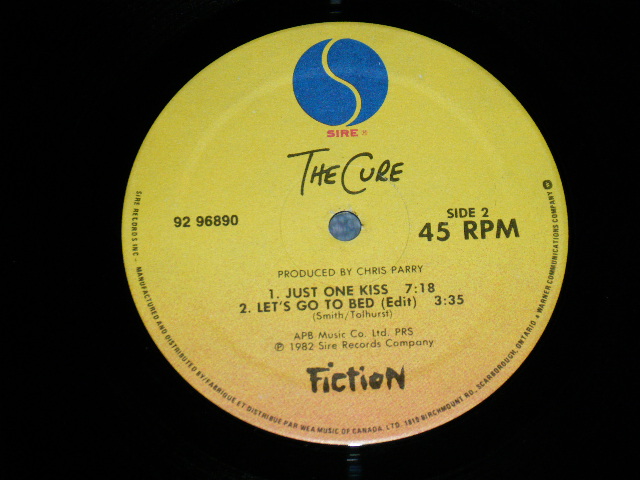 SIRE ®
THE CURE
92 96890
SIDE 2
45 RPM
PRODUCED BY CHRIS PARRY
1. JUST ONE KISS 7:18
2. LET'S GO TO BED (Edit) 3:35
(Smith/Tolhurst)
APB Music Co. Ltd. PRS
℗ 1982 Sire Records Company
Fiction
SIRE RECORDS INC - MANUFACTURED AND DISTRIBUTED BY/FABRIQUÉ ET DISTRIBUÉ PAR WEA MUSIC OF CANADA, LTD. 1810 BIRCHMOUNT RD., SCARBOROUGH, ONTARIO • WARNER COMMUNICATIONS COMPANY